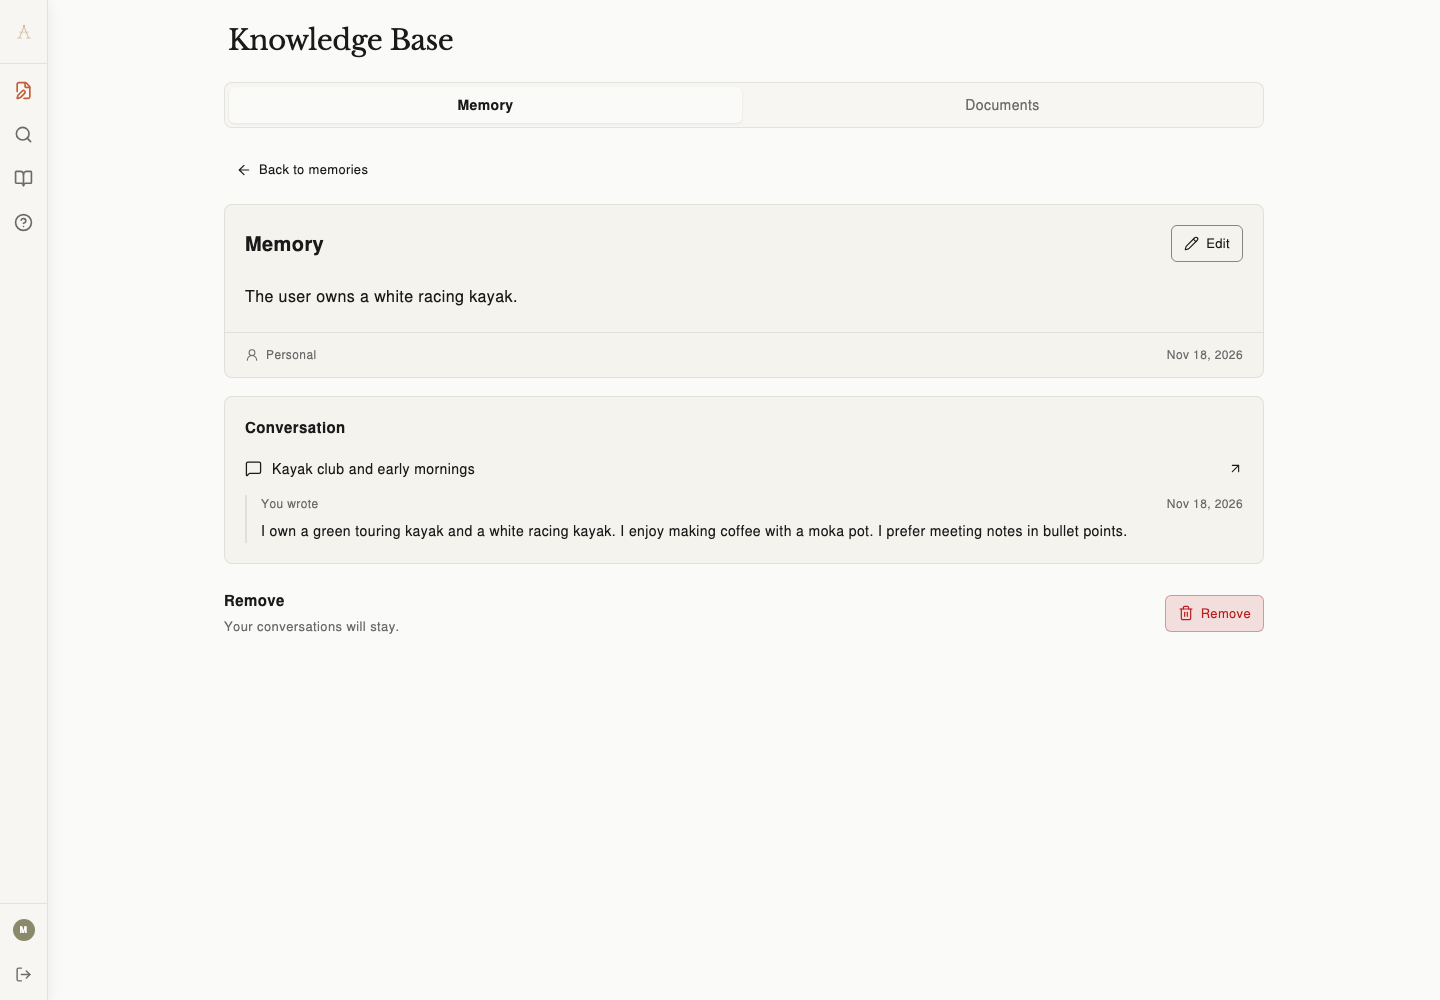 Knowledge Base
Memory
Documents
Back to memories
Memory
Edit
The user owns a white racing kayak.
Personal
Nov 18, 2026
Conversation
Kayak club and early mornings
You wrote
Nov 18, 2026
I own a green touring kayak and a white racing kayak. I enjoy making coffee with a moka pot. I prefer meeting notes in bullet points.
Remove
Your conversations will stay.
Remove
M